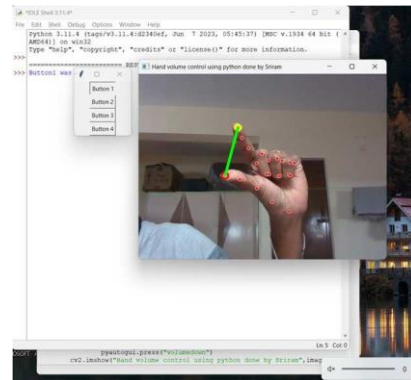 *IDLE Shell 3.11.4*
File Edit Shell Debug Options Window Help
Python 3.11.4 (tags/v3.11.4:d2340ef, Jun 7 2023, 05:45:37) [MSC v.1934 64 bit (
AMD64)] on win32
Type "help", "copyright", "credits" or "license()" for more information.
>>>
>>> Button1 was
Button 1
Button 2
Button 3
Button 4
Hand volume control using python done by Sriram
Ln 5 Col 0
pyautogui.press("volumedown")
cv2.imshow("Hand volume control using python done by Sriram",imag
0